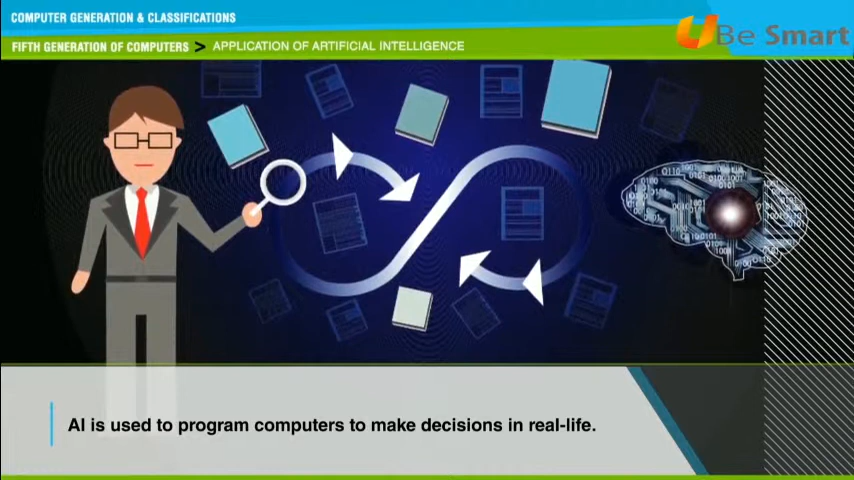 COMPUTER GENERATION & CLASSIFICATIONS
UBe Smart
FIFTH GENERATION OF COMPUTERS > APPLICATION OF ARTIFICIAL INTELLIGENCE
AI is used to program computers to make decisions in real-life.